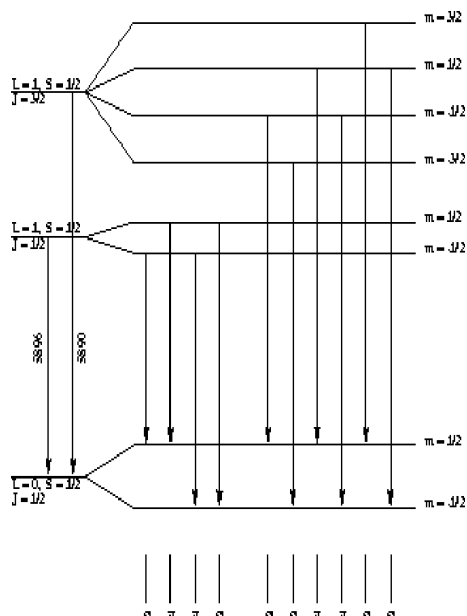 m = 3/2
m = 1/2
L = 1, S = 1/2
J = 3/2
m = -1/2
m = -3/2
L = 1, S = 1/2
J = 1/2
m = 1/2
m = -1/2
5896
5890
m = 1/2
L = 0, S = 1/2
J = 1/2
m = -1/2
σ π π σ σ σ π π σ σ